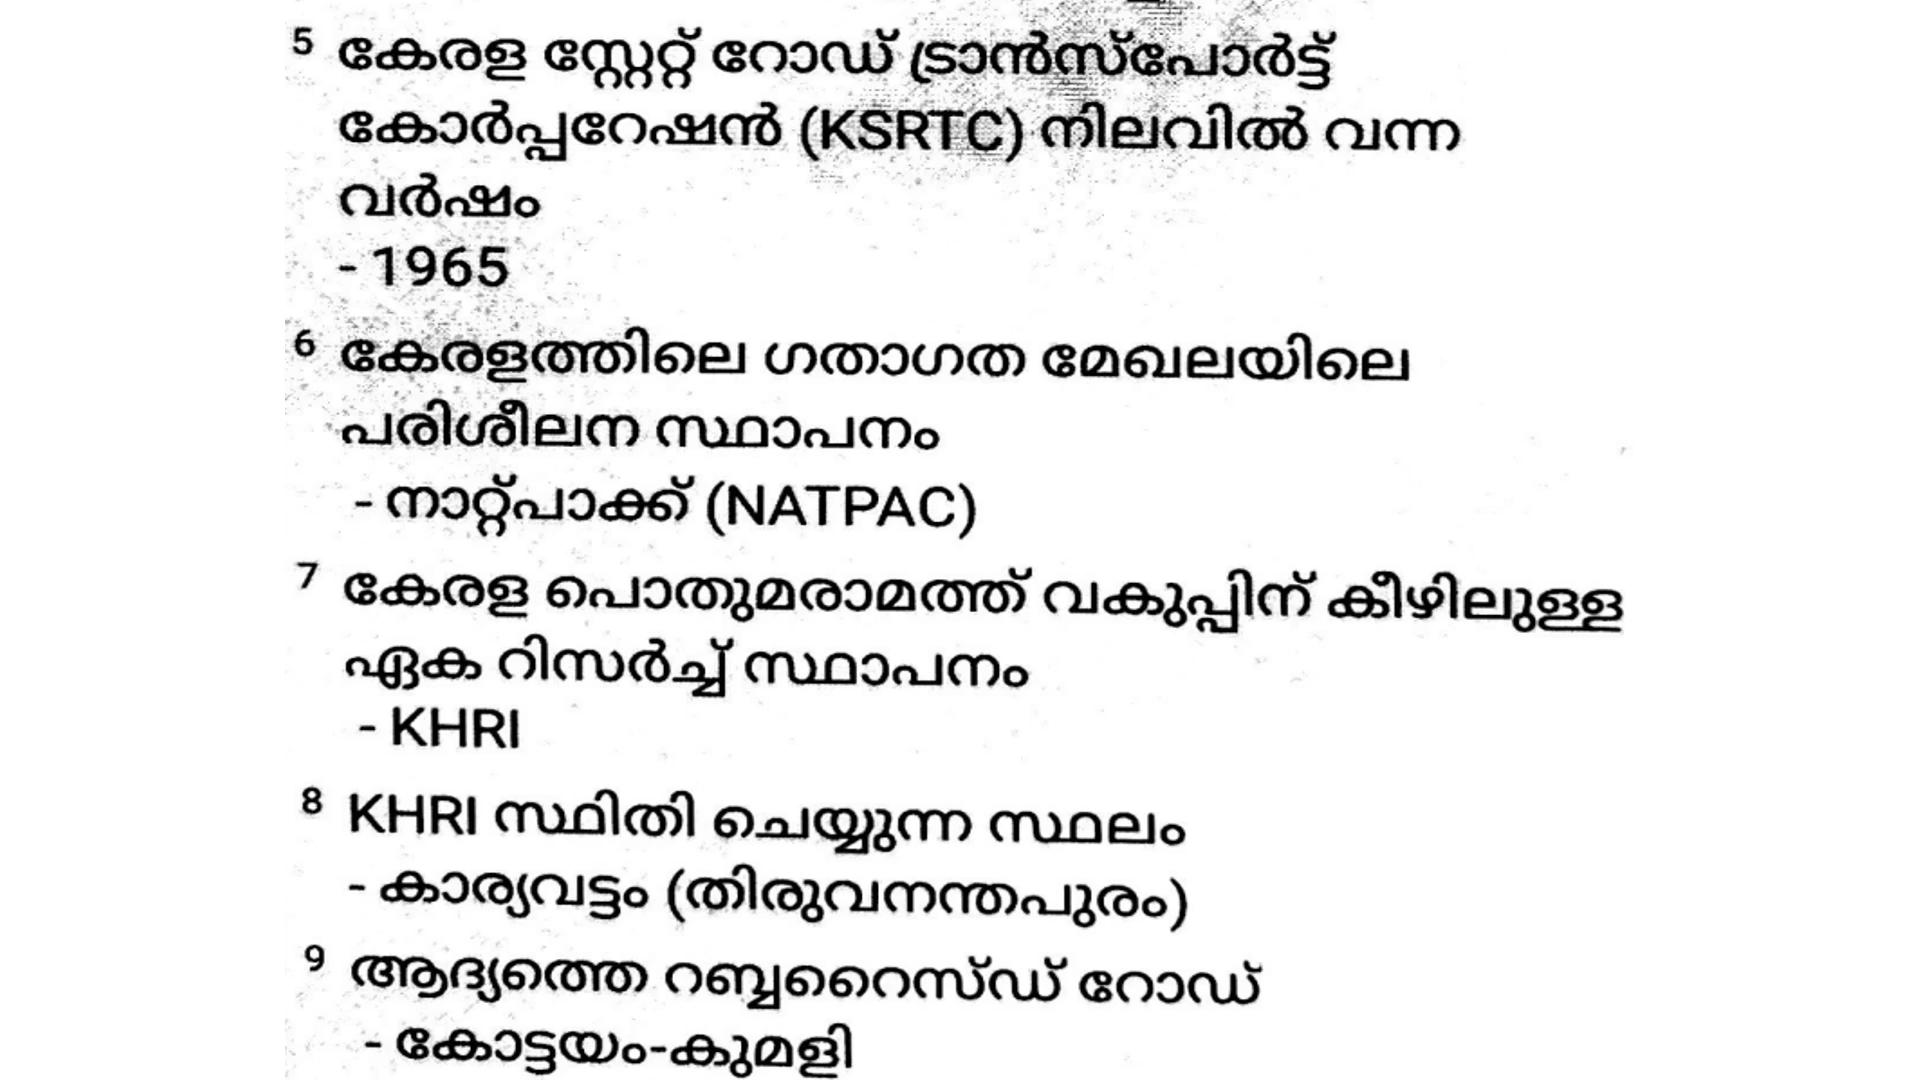 5 കേരള സ്റ്റേറ്റ് റോഡ് ട്രാൻസ്പോർട്ട്
കോർപ്പറേഷൻ (KSRTC) നിലവിൽ വന്ന
വർഷം
- 1965
6 കേരളത്തിലെ ഗതാഗത മേഖലയിലെ
പരിശീലന സ്ഥാപനം
- നാറ്റ്പാക്ക് (NATPAC)
7 കേരള പൊതുമരാമത്ത് വകുപ്പിന് കീഴിലുള്ള
ഏക റിസർച്ച് സ്ഥാപനം
- KHRI
8 KHRI സ്ഥിതി ചെയ്യുന്ന സ്ഥലം
- കാര്യവട്ടം (തിരുവനന്തപുരം)
9 ആദ്യത്തെ റബ്ബറൈസ്ഡ് റോഡ്
- കോട്ടയം-കുമളി